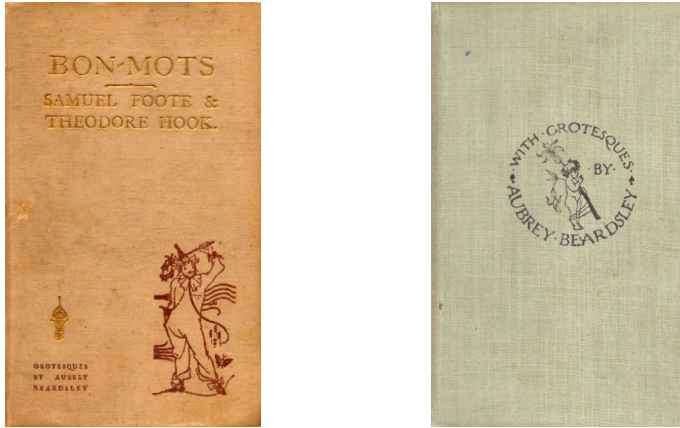 BON-MOTS
SAMUEL FOOTE &
THEODORE HOOK.
GROTESQUES
BY AUBREY
BEARDSLEY
·WITH·GROTESQUES·
·BY·
AUBREY·BEARDSLEY